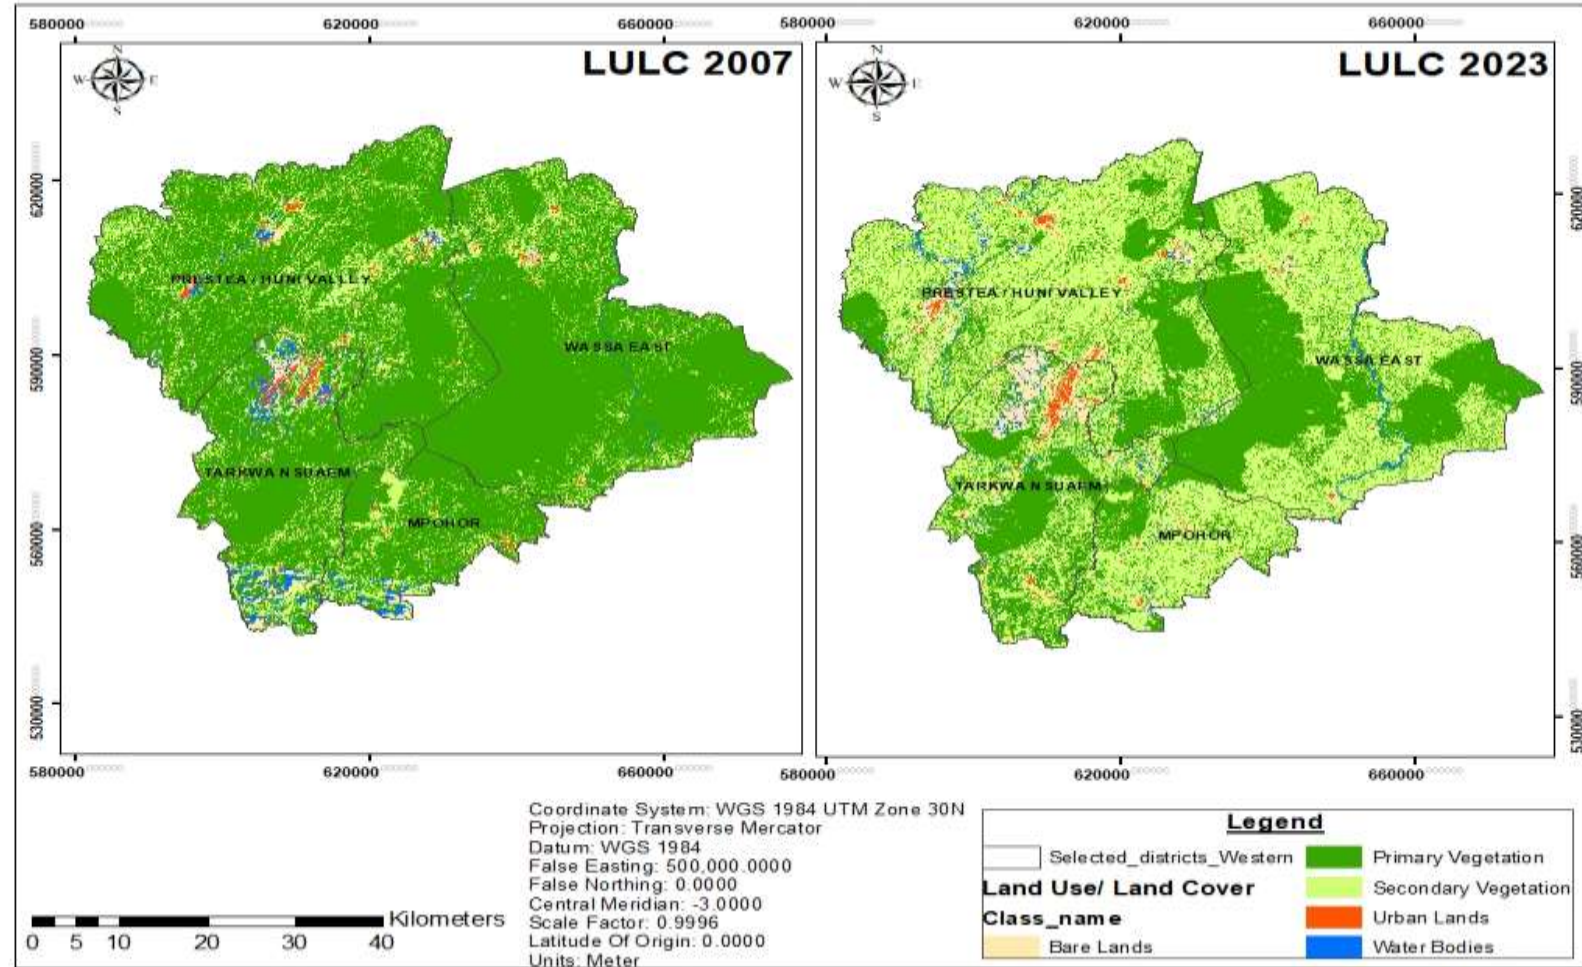 580000 620000 660000 580000 620000 660000
LULC 2007
N
W E
S
620000
590000
560000
530000
PRESTEA / HUNI VALLLEY
WASSA EAST
TARKWA NSUAEM
MPOHOR
580000 620000 660000
LULC 2023
N
W E
S
PRESTEA / HUNI VALLEY
WASSA EAST
TARKWA NSUAEM
MPOHOR
620000
590000
560000
530000
580000 620000 660000
Coordinate System: WGS 1984 UTM Zone 30N
Projection: Transverse Mercator
Datum: WGS 1984
False Easting: 500,000.0000
False Northing: 0.0000
Central Meridian: -3.0000
Scale Factor: 0.9996
Latitude Of Origin: 0.0000
Units: Meter
Kilometers
0 5 10 20 30 40
Legend
Selected_districts_Western
Land Use/ Land Cover
Class_name
Bare Lands
Primary Vegetation
Secondary Vegetation
Urban Lands
Water Bodies